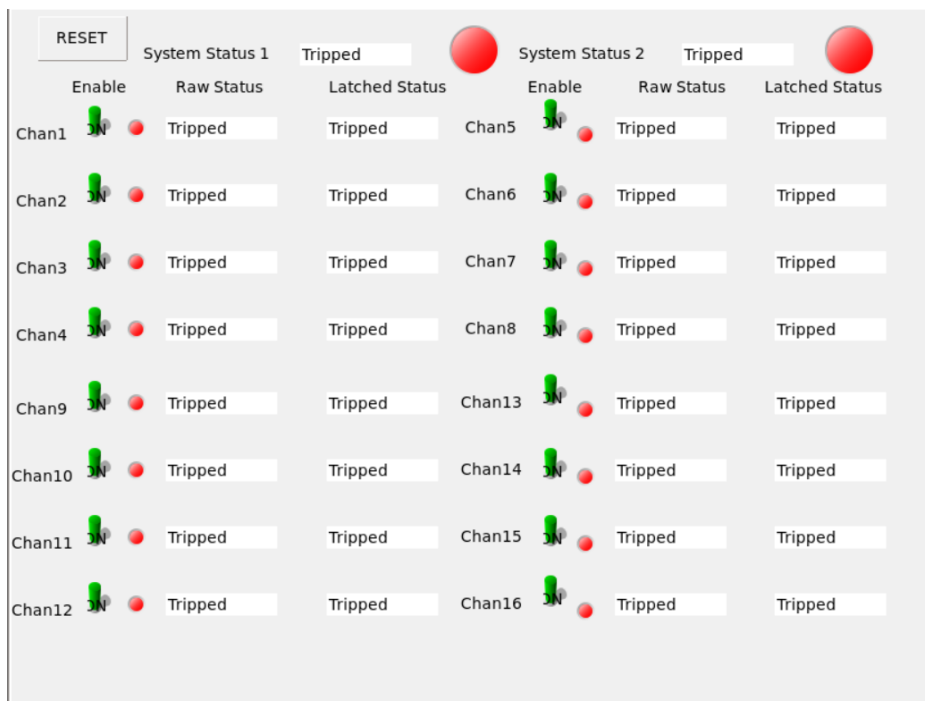 RESET
System Status 1 Tripped System Status 2 Tripped
Enable Raw Status Latched Status Enable Raw Status Latched Status
Chan1 ON Tripped Tripped Chan5 ON Tripped Tripped
Chan2 ON Tripped Tripped Chan6 ON Tripped Tripped
Chan3 ON Tripped Tripped Chan7 ON Tripped Tripped
Chan4 ON Tripped Tripped Chan8 ON Tripped Tripped
Chan9 ON Tripped Tripped Chan13 ON Tripped Tripped
Chan10 ON Tripped Tripped Chan14 ON Tripped Tripped
Chan11 ON Tripped Tripped Chan15 ON Tripped Tripped
Chan12 ON Tripped Tripped Chan16 ON Tripped Tripped